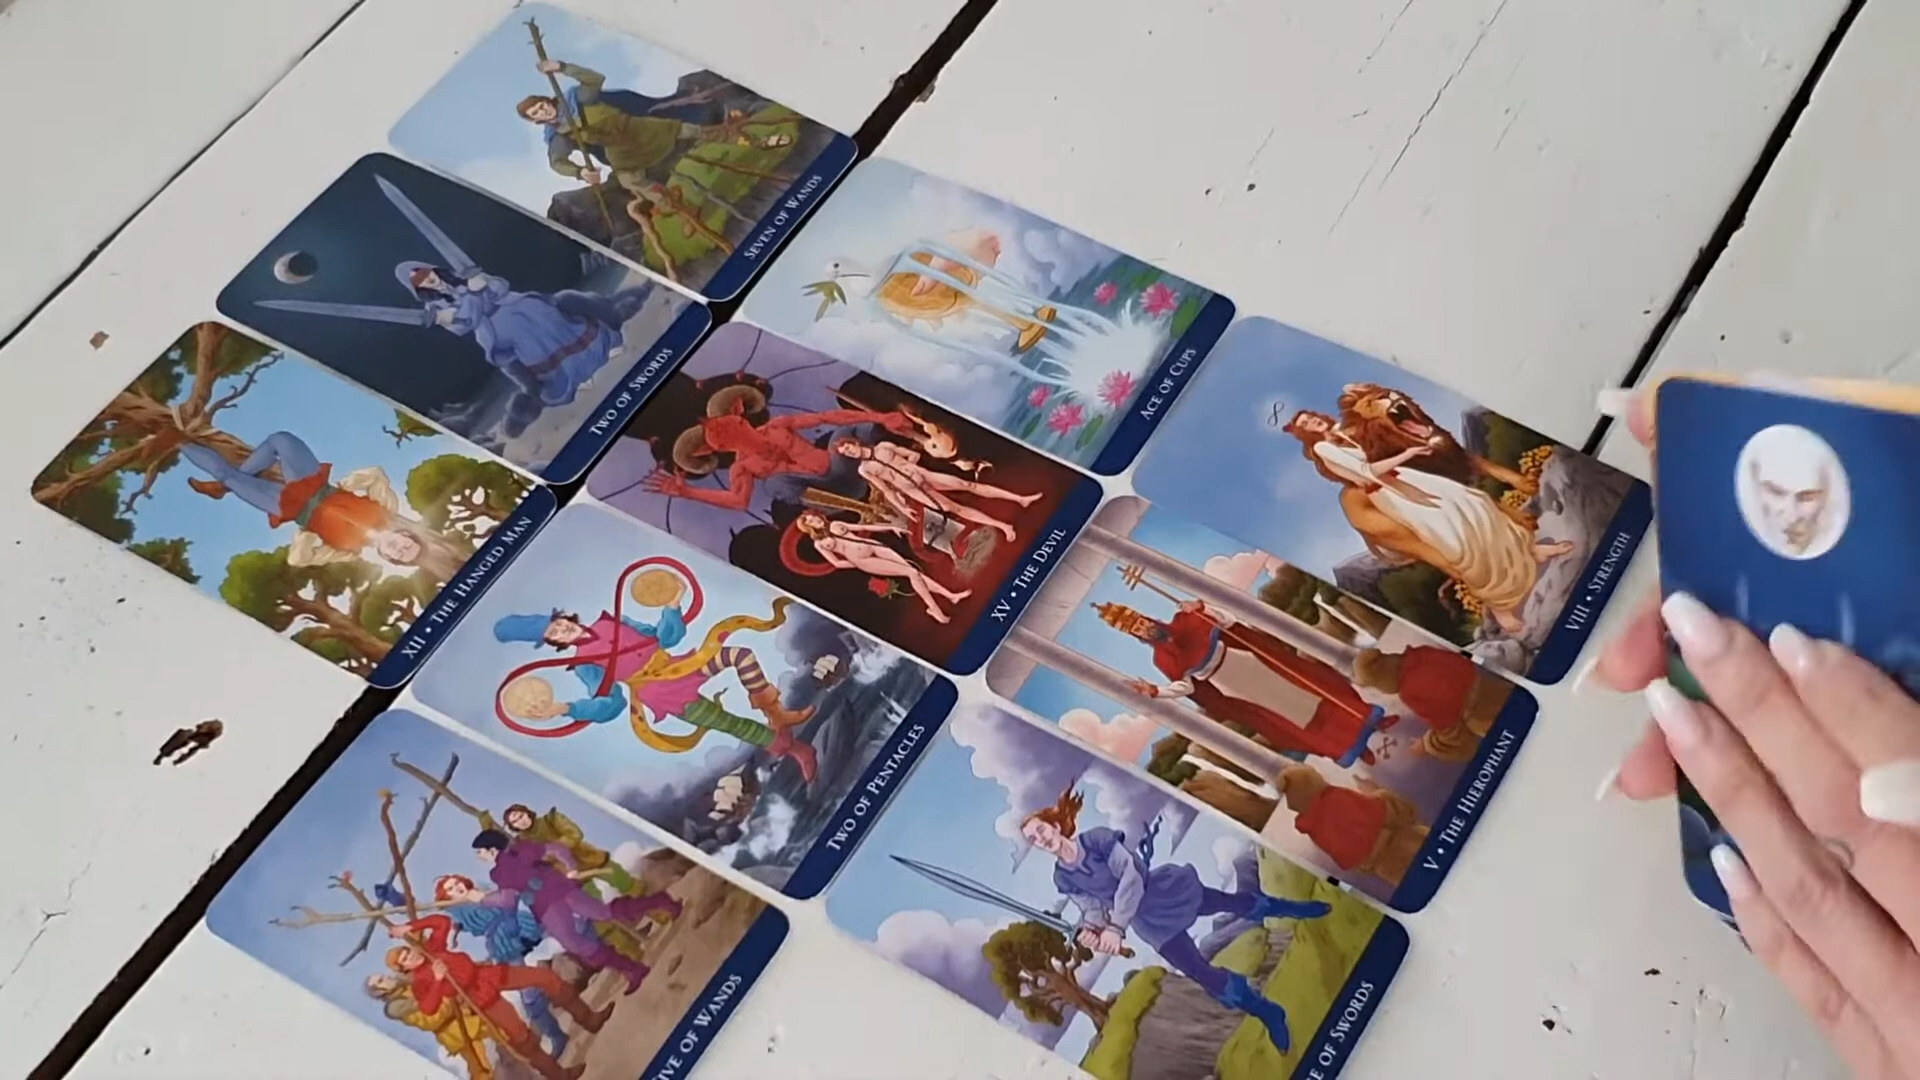 SEVEN OF WANDS
TWO OF SWORDS
ACE OF CUPS
XII • THE HANGED MAN
XV • THE DEVIL
VIII • STRENGTH
TWO OF PENTACLES
V • THE HIEROPHANT
IVE OF WANDS
E OF SWORDS